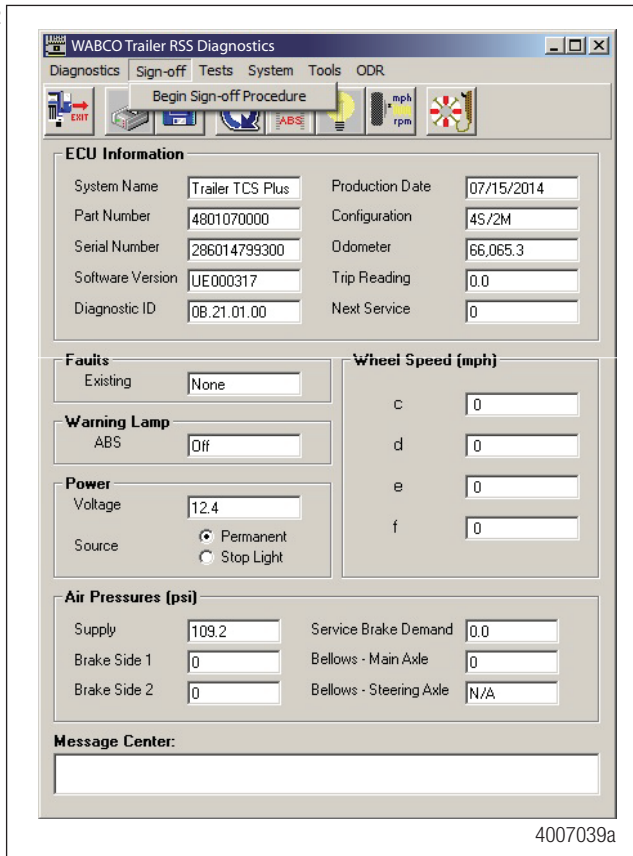 WABCO Trailer RSS Diagnostics
Diagnostics Sign-off Tests System Tools ODR
Begin Sign-off Procedure
EXIT ABS mph rpm
ECU Information
System Name Trailer TCS Plus Production Date 07/15/2014
Part Number 4801070000 Configuration 4S/2M
Serial Number 286014799300 Odometer 66,065.3
Software Version UE000317 Trip Reading 0.0
Diagnostic ID 0B.21.01.00 Next Service 0
Faults
Existing None
Warning Lamp
ABS Off
Power
Voltage 12.4
Source Permanent
Stop Light
Wheel Speed (mph)
c 0
d 0
e 0
f 0
Air Pressures (psi)
Supply 109.2 Service Brake Demand 0.0
Brake Side 1 0 Bellows - Main Axle 0
Brake Side 2 0 Bellows - Steering Axle N/A
Message Center:
4007039a